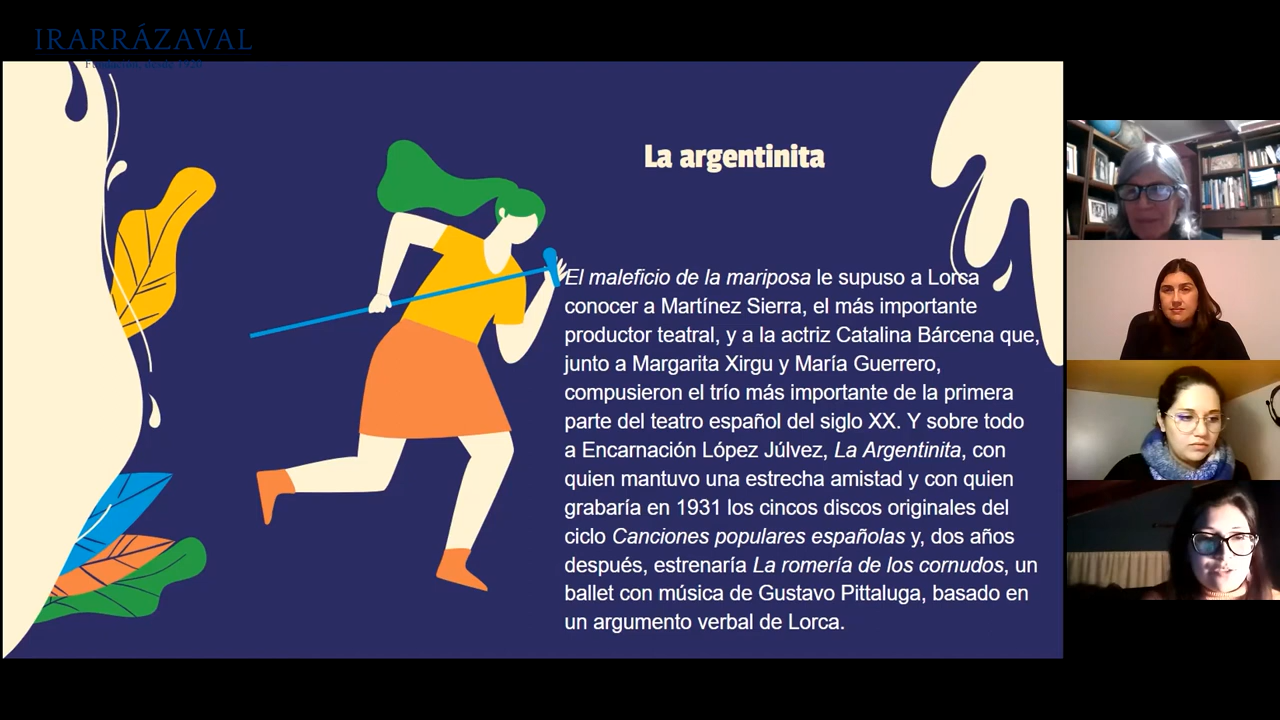 IRARRÁZAVAL
Fundación, desde 1920
La argentinita
El maleficio de la mariposa le supuso a Lorca
conocer a Martínez Sierra, el más importante
productor teatral, y a la actriz Catalina Bárcena que,
junto a Margarita Xirgu y María Guerrero,
compusieron el trío más importante de la primera
parte del teatro español del siglo XX. Y sobre todo
a Encarnación López Júlvez, La Argentinita, con
quien mantuvo una estrecha amistad y con quien
grabaría en 1931 los cincos discos originales del
ciclo Canciones populares españolas y, dos años
después, estrenaría La romería de los cornudos, un
ballet con música de Gustavo Pittaluga, basado en
un argumento verbal de Lorca.